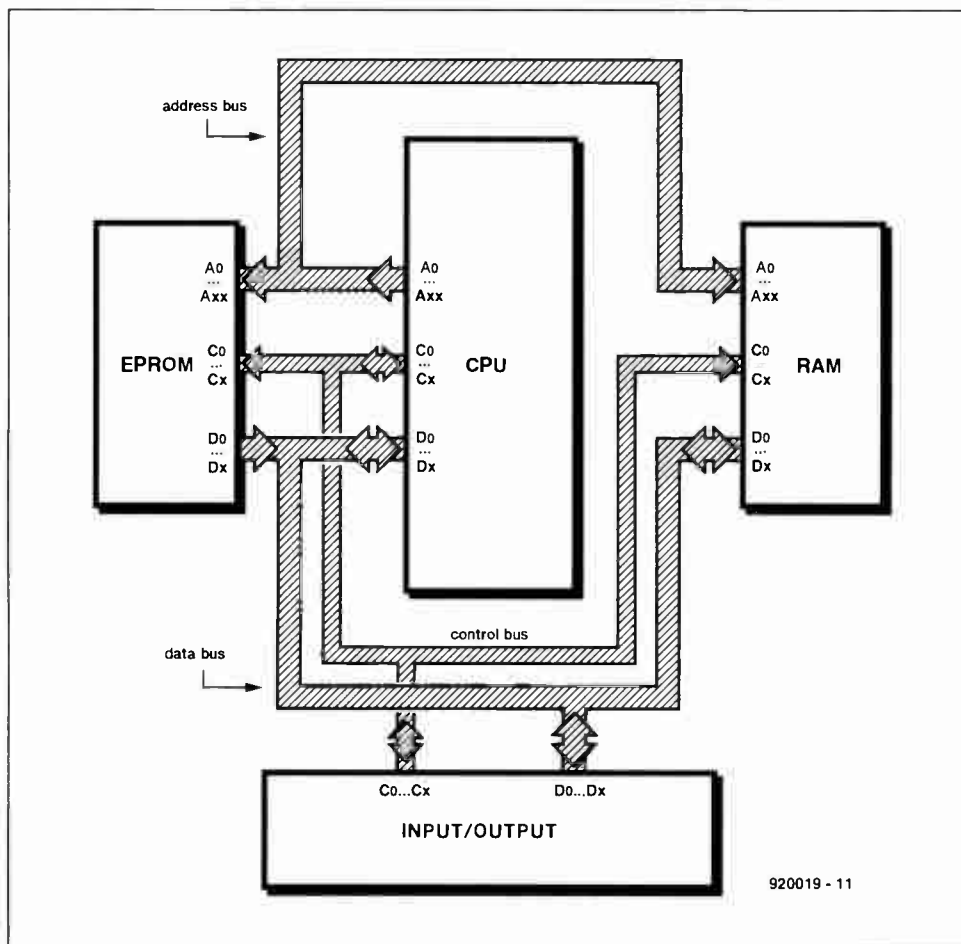 address bus
A0
...
Axx
C0
...
Cx
D0
...
Dx
EPROM
A0
...
Axx
C0
...
Cx
D0
...
Dx
CPU
A0
...
Axx
C0
...
Cx
D0
...
Dx
RAM
control bus
data bus
C0...Cx
D0...Dx
INPUT/OUTPUT
920019 - 11